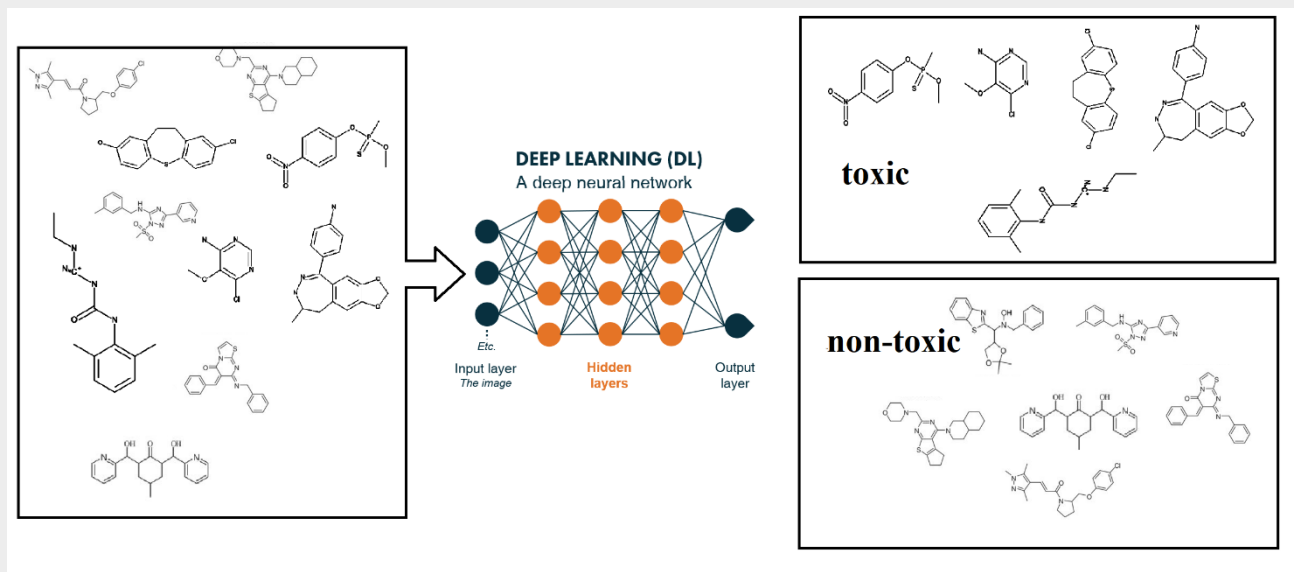 DEEP LEARNING (DL)
A deep neural network
Etc.
Input layer
The image
Hidden
layers
Output
layer
toxic
non-toxic